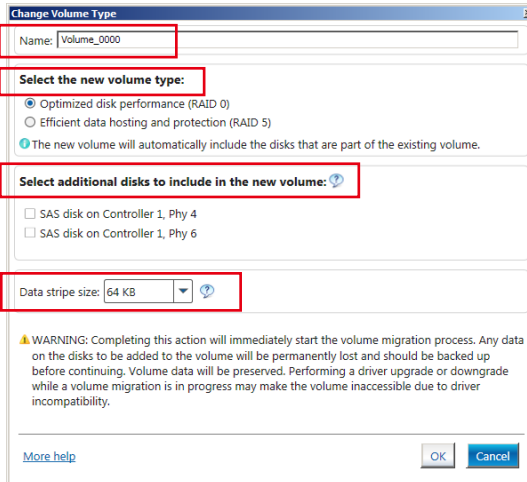 Change Volume Type
Name: Volume_0000
Select the new volume type:
Optimized disk performance (RAID 0)
Efficient data hosting and protection (RAID 5)
The new volume will automatically include the disks that are part of the existing volume.
Select additional disks to include in the new volume:
SAS disk on Controller 1, Phy 4
SAS disk on Controller 1, Phy 6
Data stripe size: 64 KB
WARNING: Completing this action will immediately start the volume migration process. Any data
on the disks to be added to the volume will be permanently lost and should be backed up
before continuing. Volume data will be preserved. Performing a driver upgrade or downgrade
while a volume migration is in progress may make the volume inaccessible due to driver
incompatibility.
More help
OK
Cancel